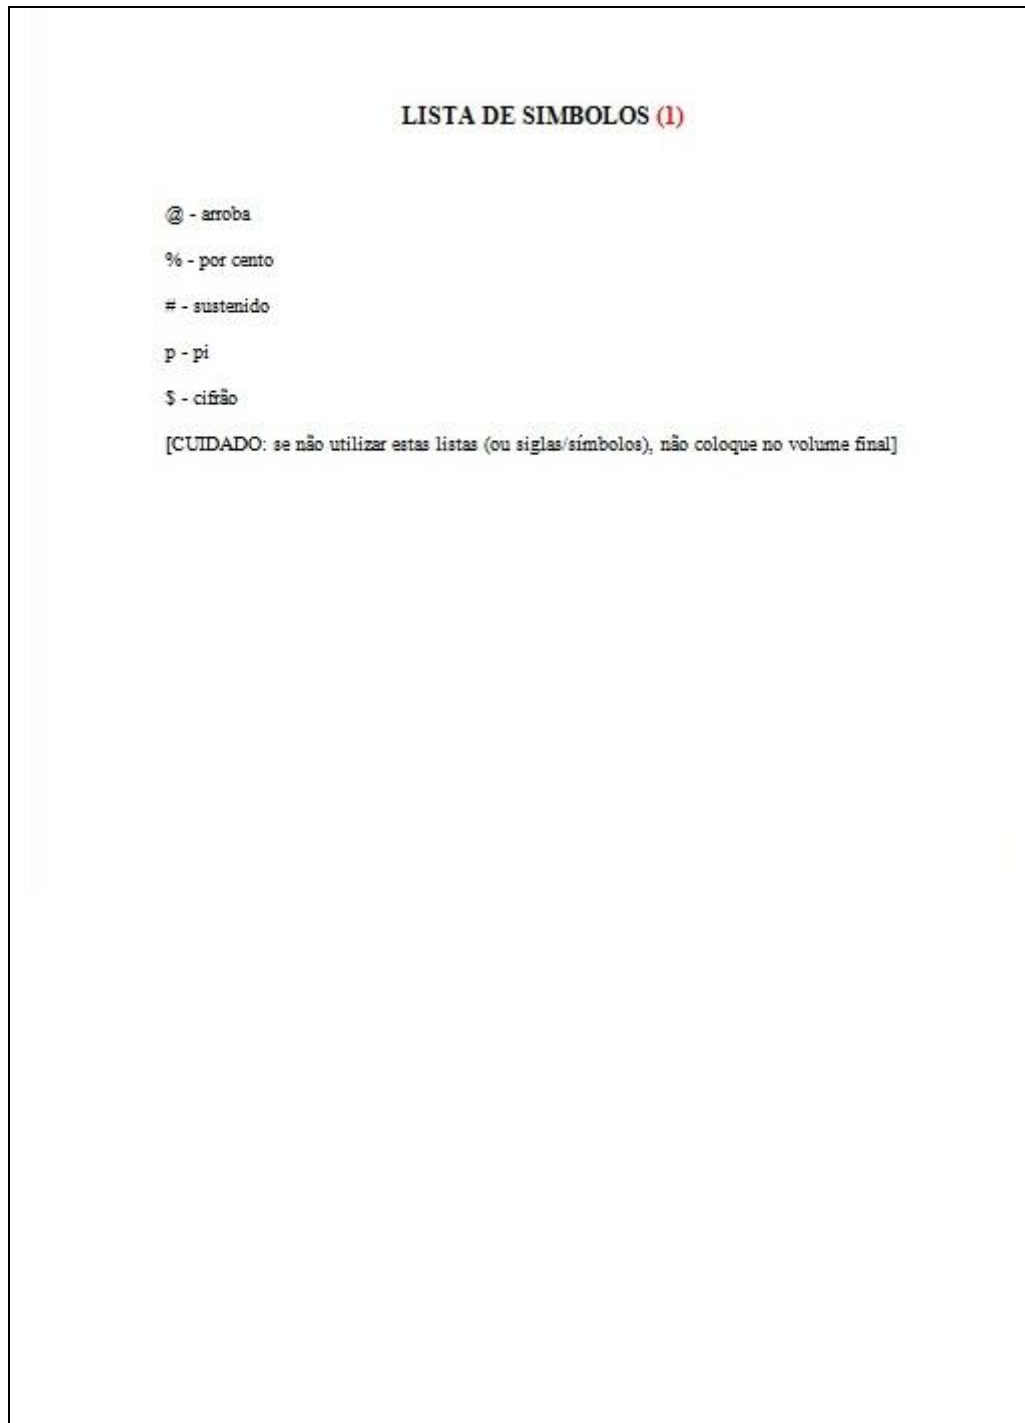 LISTA DE SIMBOLOS (1)
@ - arroba
% - por cento
# - sustenido
p - pi
$ - cifrão
[CUIDADO: se não utilizar estas listas (ou siglas/símbolos), não coloque no volume final]